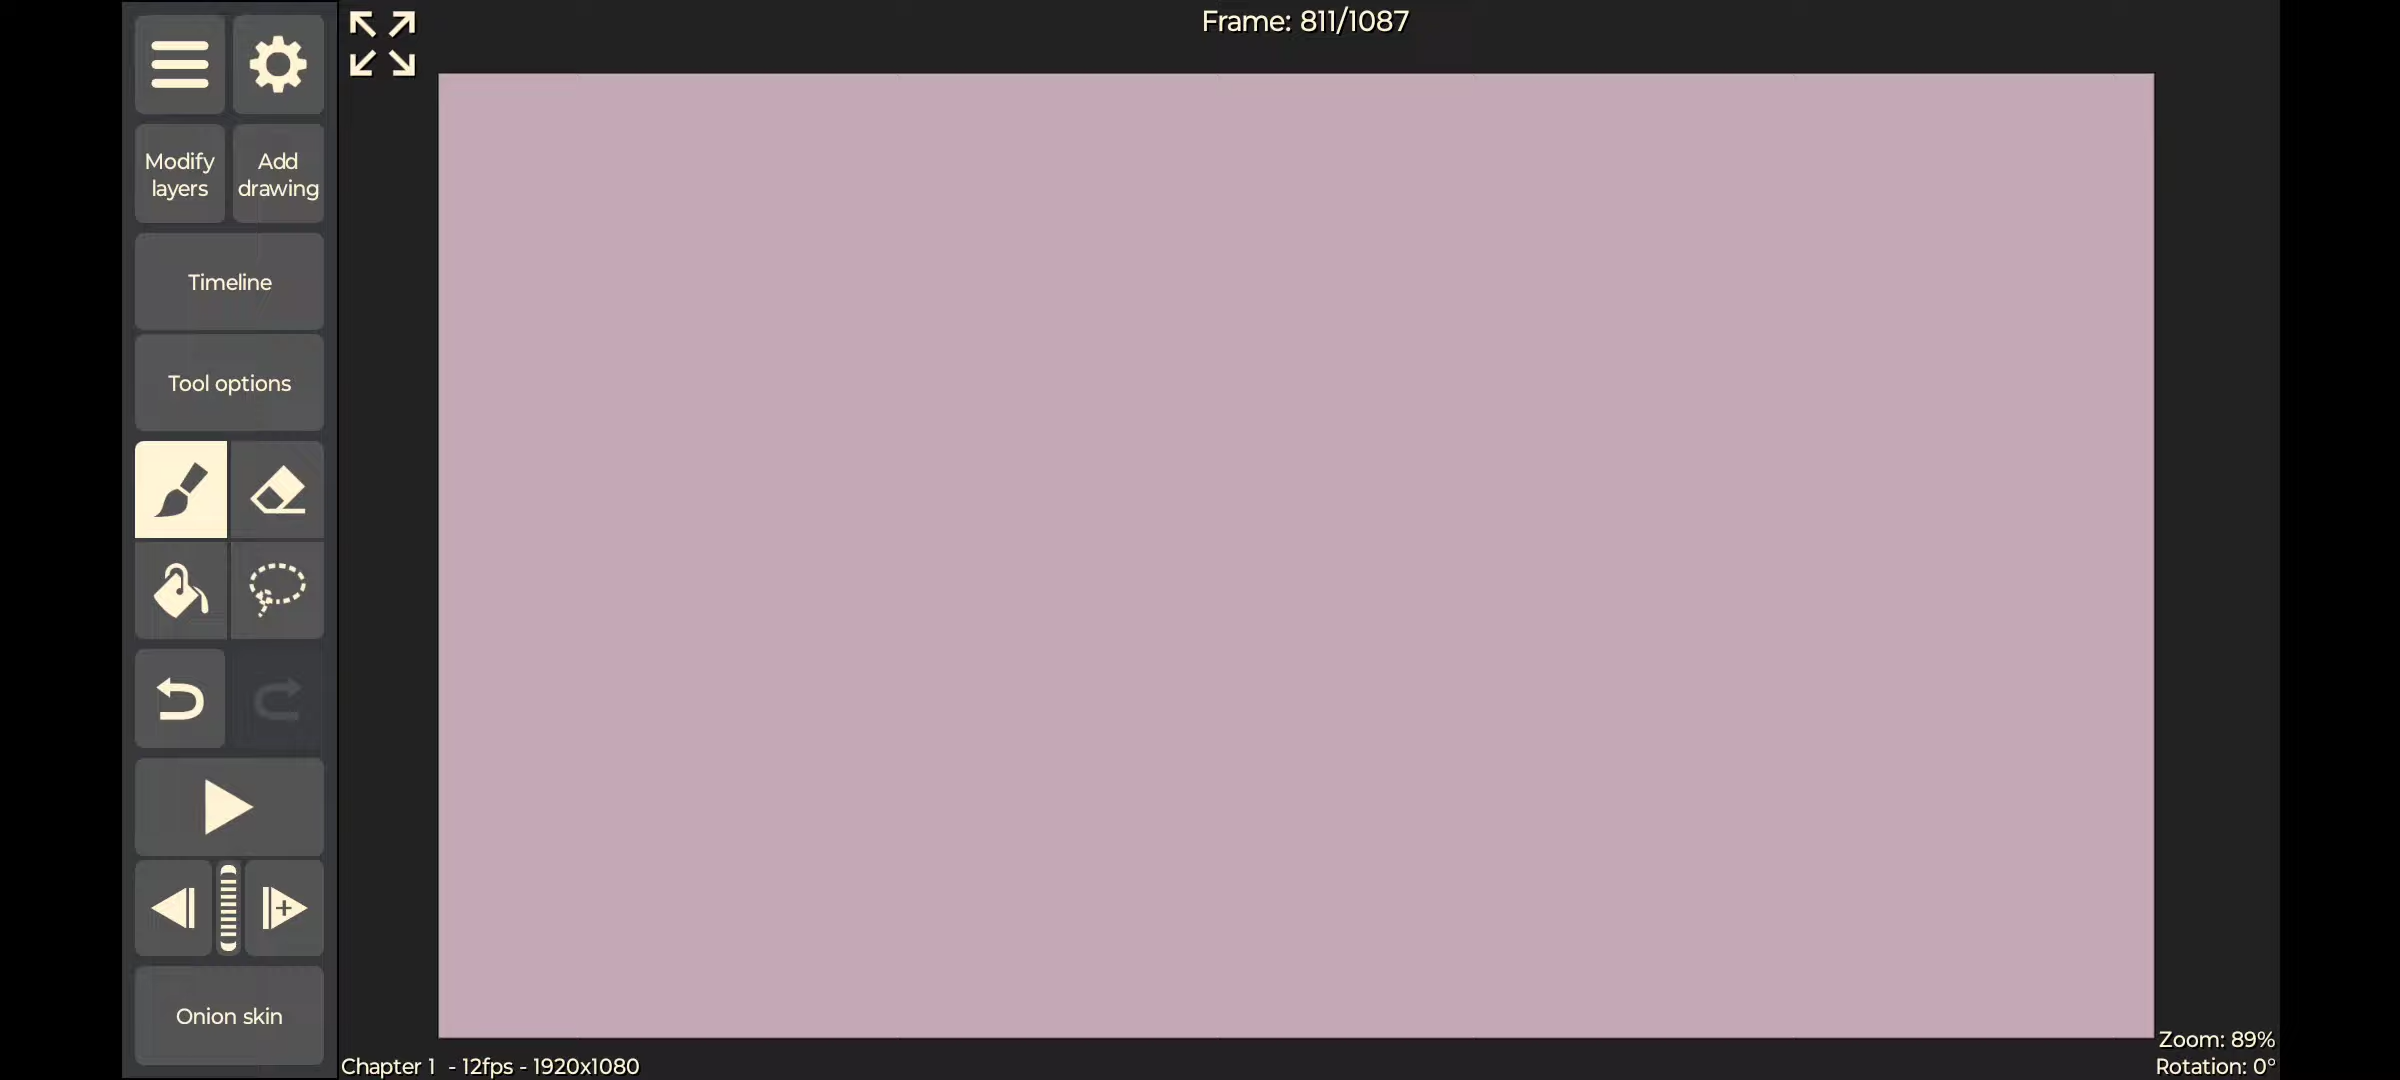 Frame: 811/1087
Modify
layers
Add
drawing
Timeline
Tool options
Onion skin
Chapter 1 - 12fps - 1920x1080
Zoom: 89%
Rotation: 0°